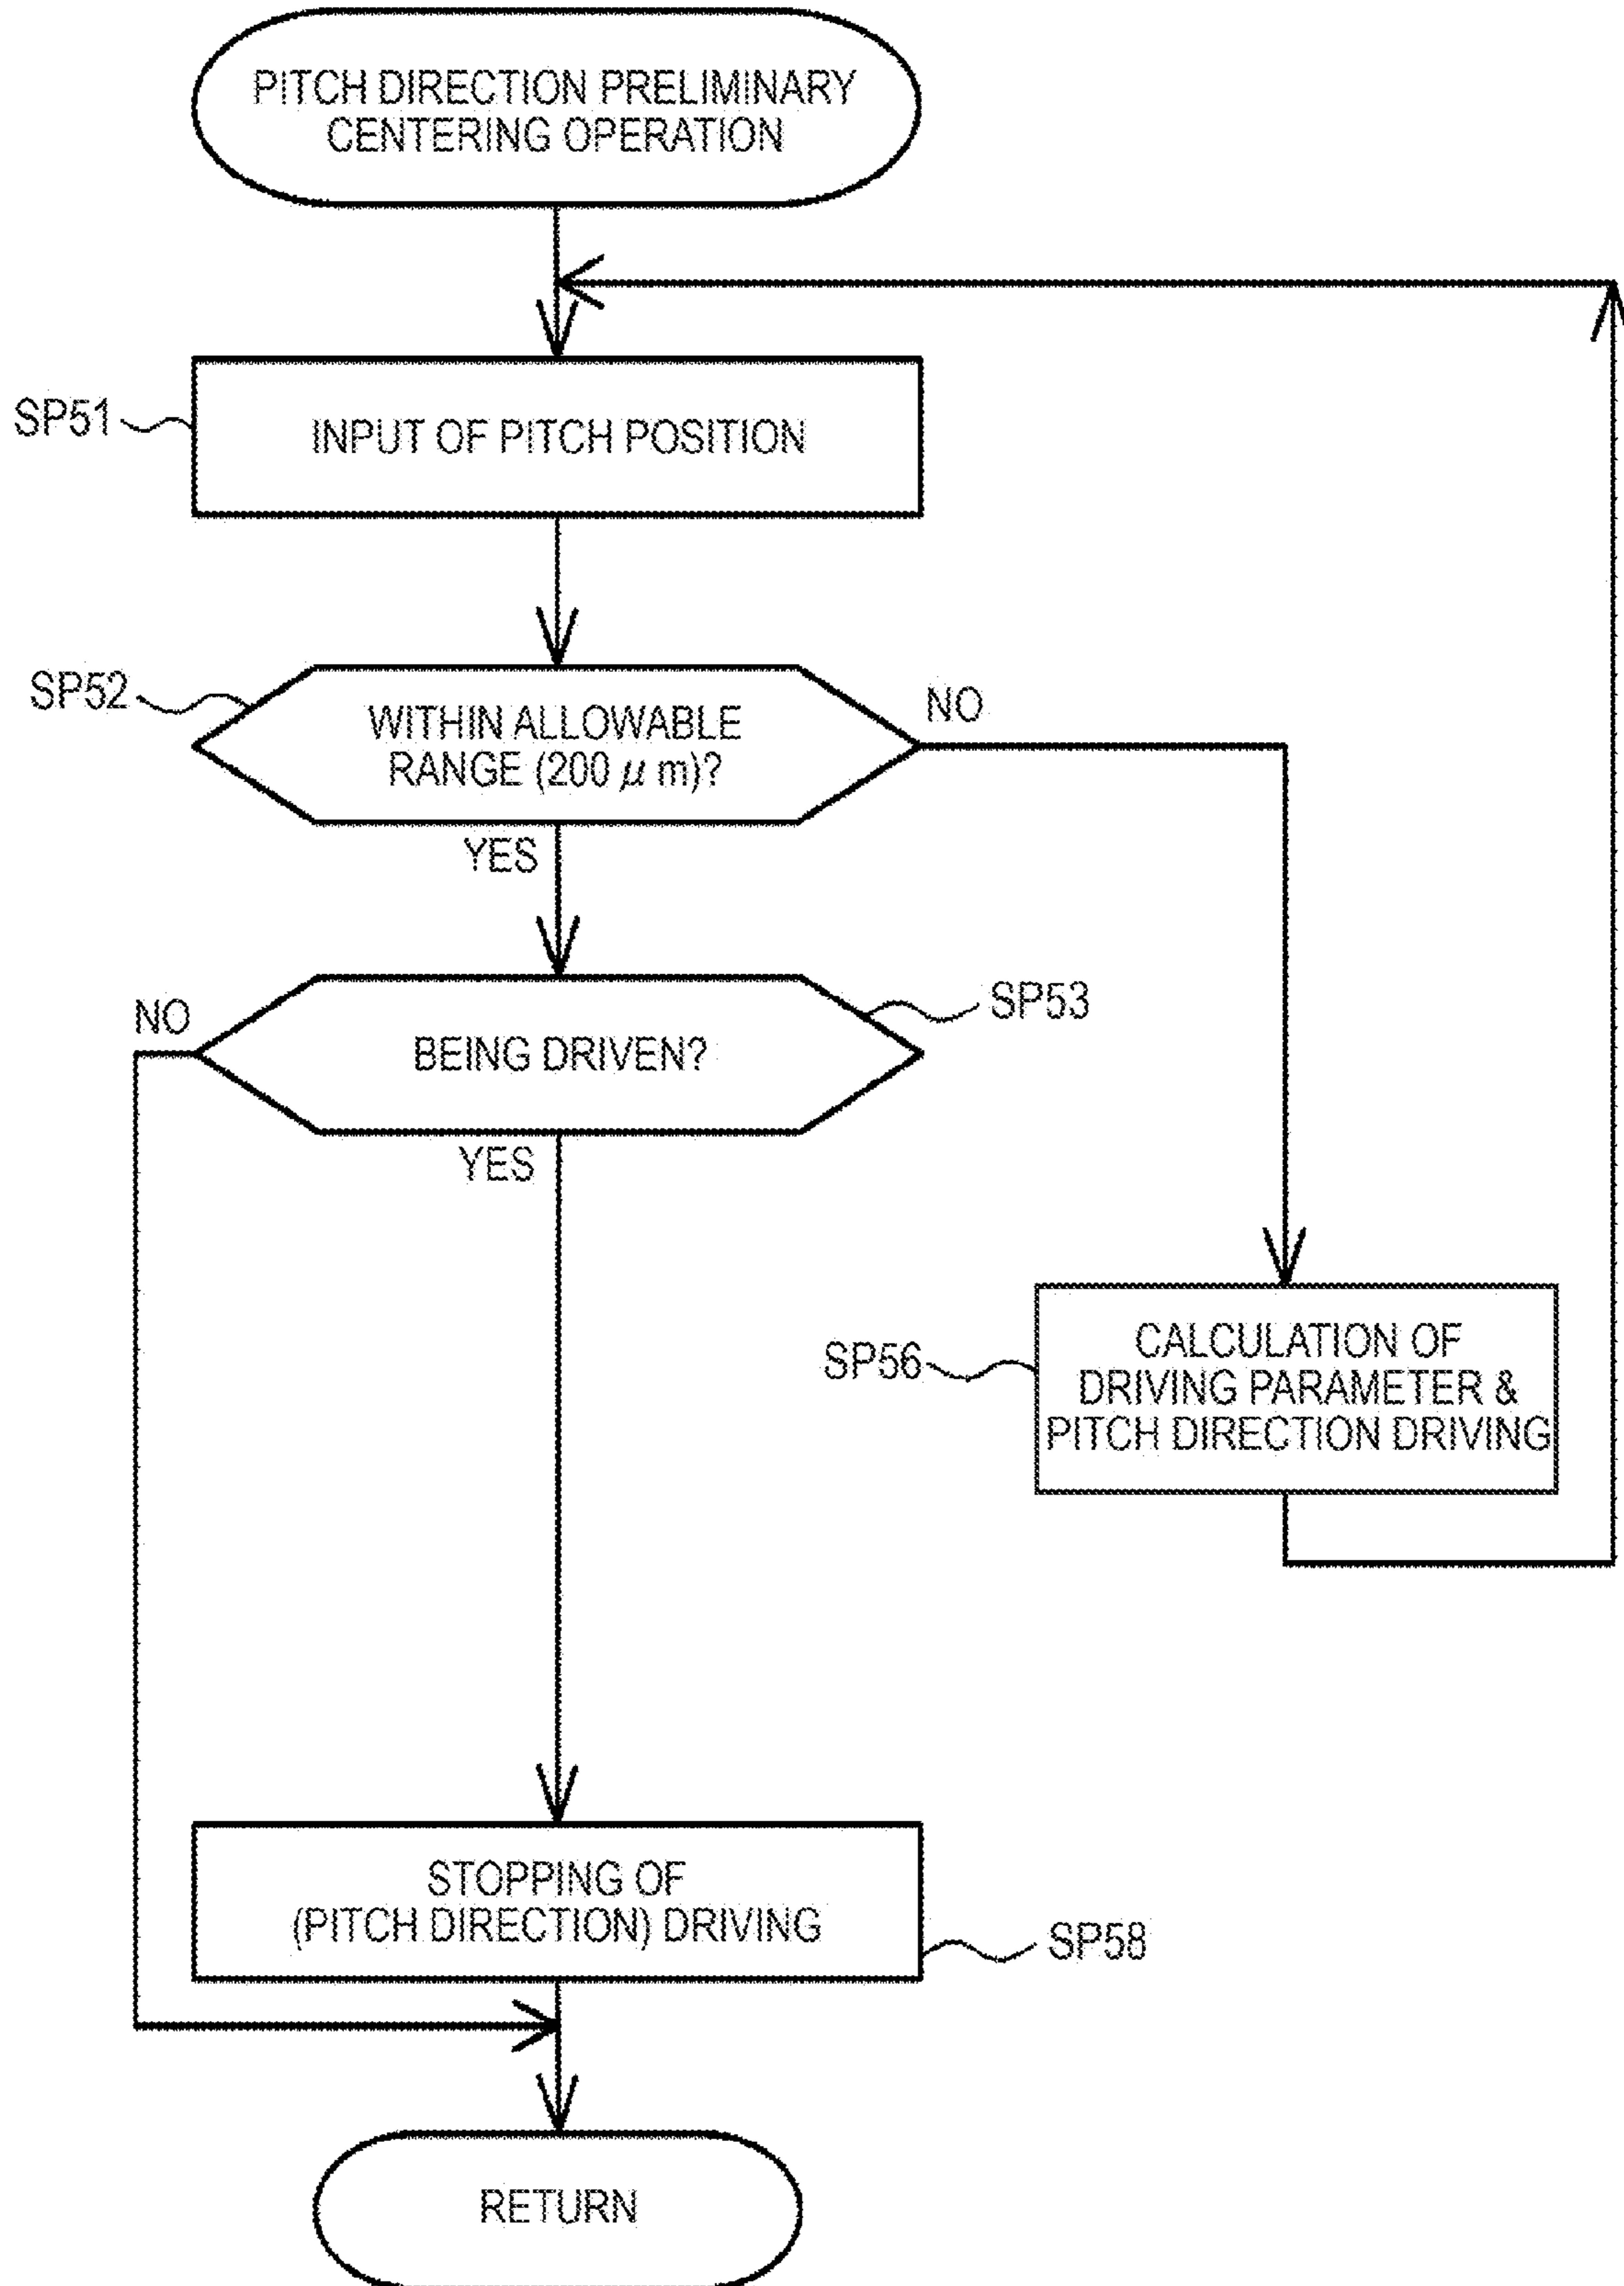 PITCH DIRECTION PRELIMINARY
CENTERING OPERATION
SP51
INPUT OF PITCH POSITION
SP52
WITHIN ALLOWABLE
RANGE (200 μm)?
NO
YES
NO
BEING DRIVEN?
SP53
YES
SP56
CALCULATION OF
DRIVING PARAMETER &
PITCH DIRECTION DRIVING
STOPPING OF
(PITCH DIRECTION) DRIVING
SP58
RETURN